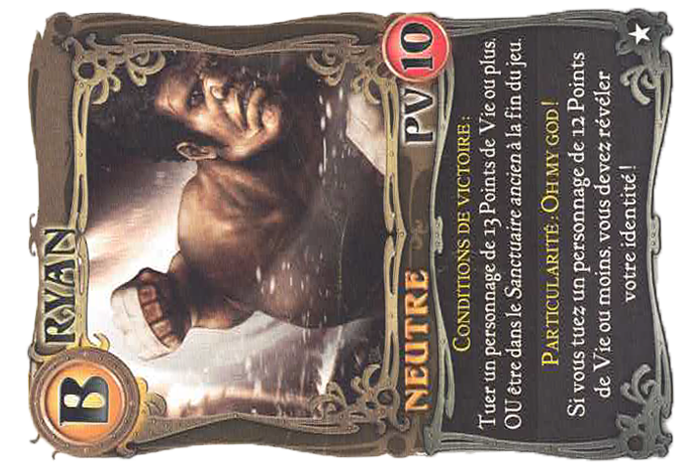 B
RYAN
NEUTRE
PV 10
CONDITIONS DE VICTOIRE :
Tuer un personnage de 13 Points de Vie ou plus.
OU être dans le Sanctuaire ancien à la fin du jeu.
PARTICULARITÉ : OH MY GOD !
Si vous tuez un personnage de 12 Points
de Vie ou moins, vous devez révéler
votre identité !